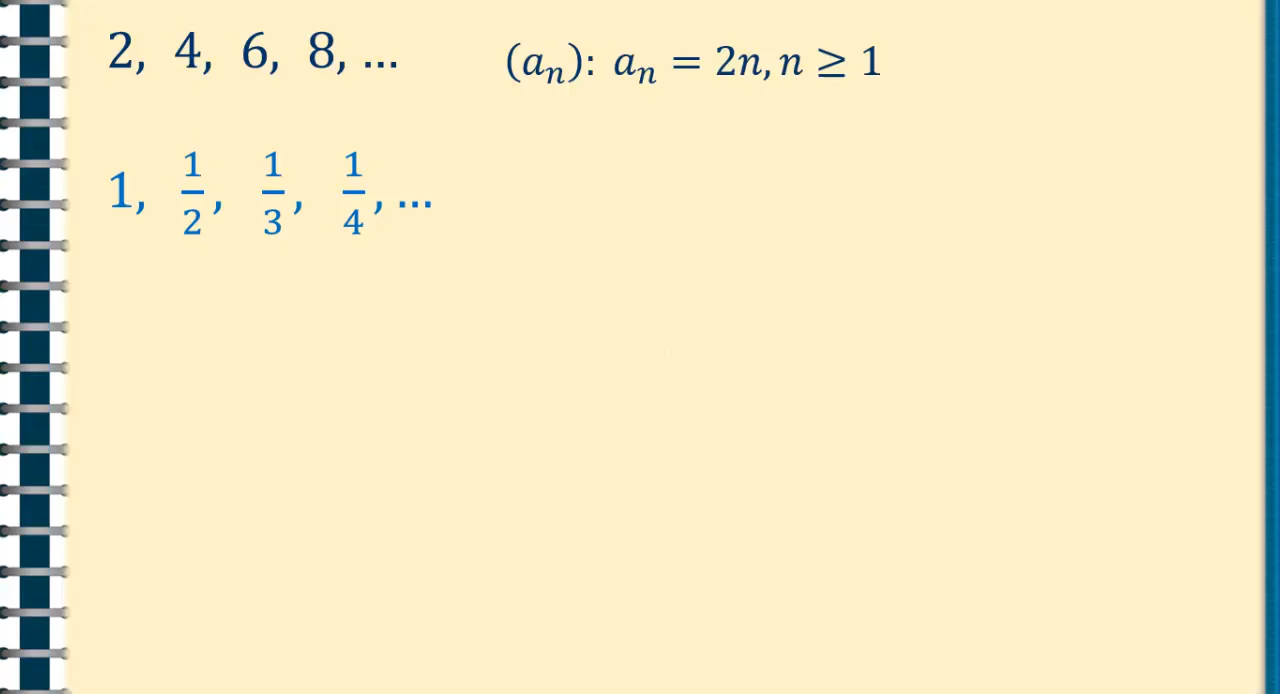 2, 4, 6, 8, ... (aₙ): aₙ = 2n, n ≥ 1
1, 1/2, 1/3, 1/4, ...